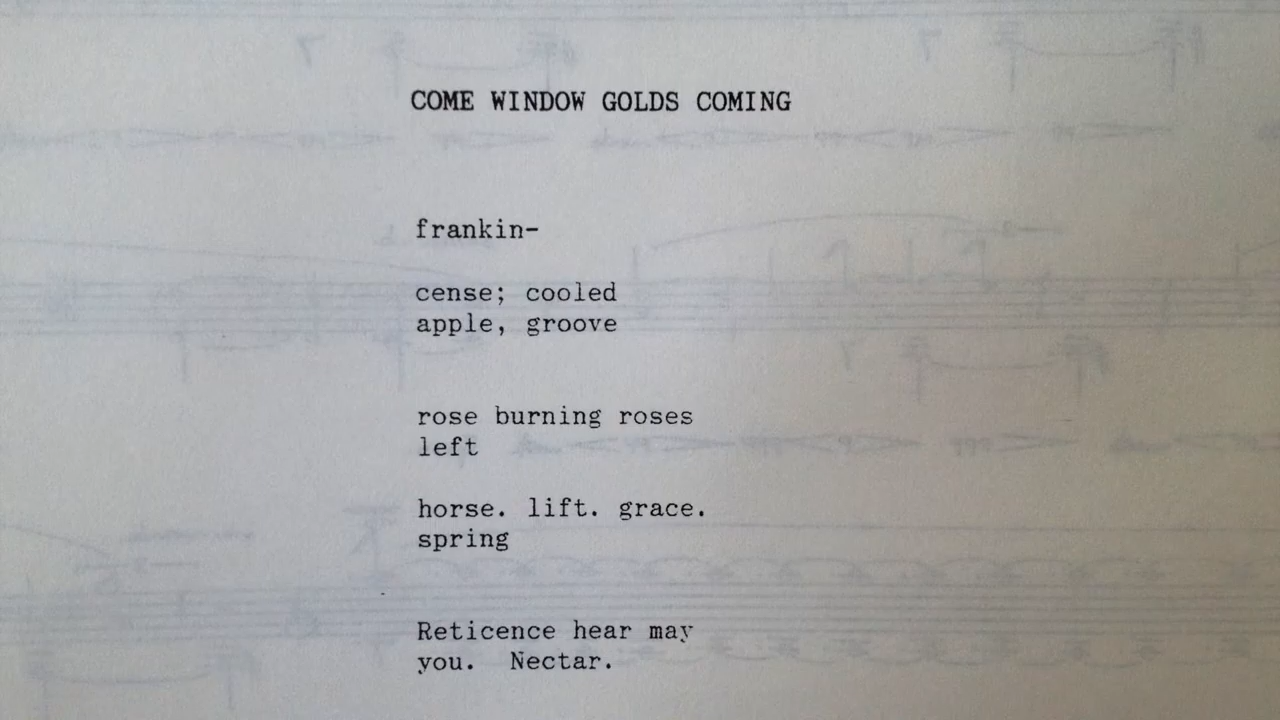 COME WINDOW GOLDS COMING
frankin-
cense; cooled
apple, groove
rose burning roses
left
horse. lift. grace.
spring
Reticence hear may
you.  Nectar.